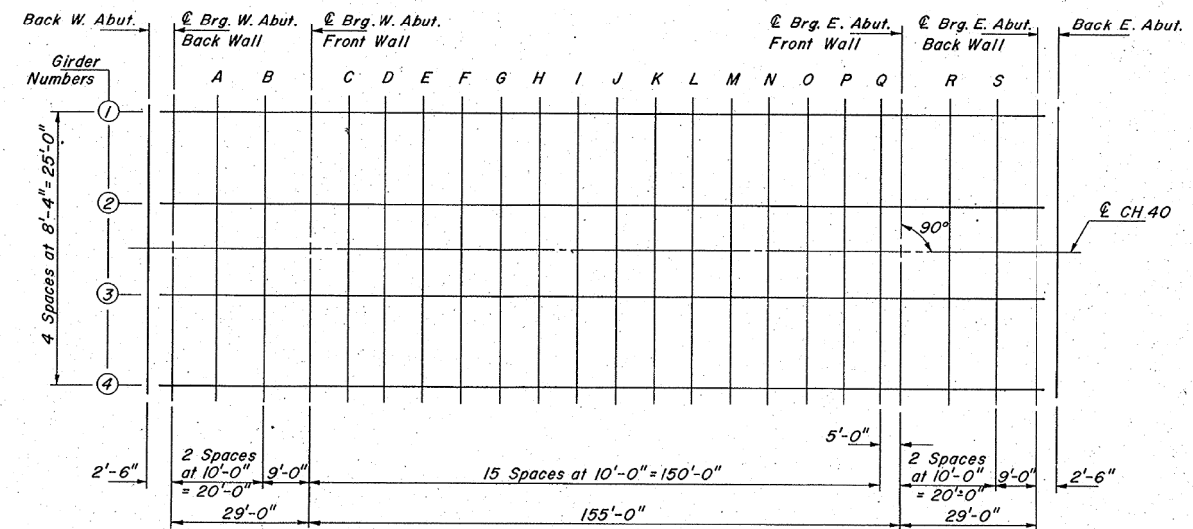 Back W. Abut.
℄ Brg. W. Abut.
Back Wall
℄ Brg. W. Abut.
Front Wall
℄ Brg. E. Abut.
Front Wall
℄ Brg. E. Abut.
Back Wall
Back E. Abut.
Girder
Numbers
A B C D E F G H I J K L M N O P Q R S
1
2
3
4
4 Spaces at 8'-4" = 25'-0"
90°
℄ CH 40
2'-6"
2 Spaces
at 10'-0"
= 20'-0"
9'-0"
15 Spaces at 10'-0" = 150'-0"
5'-0"
2 Spaces
at 10'-0"
= 20'-0"
9'-0"
2'-6"
29'-0"
155'-0"
29'-0"